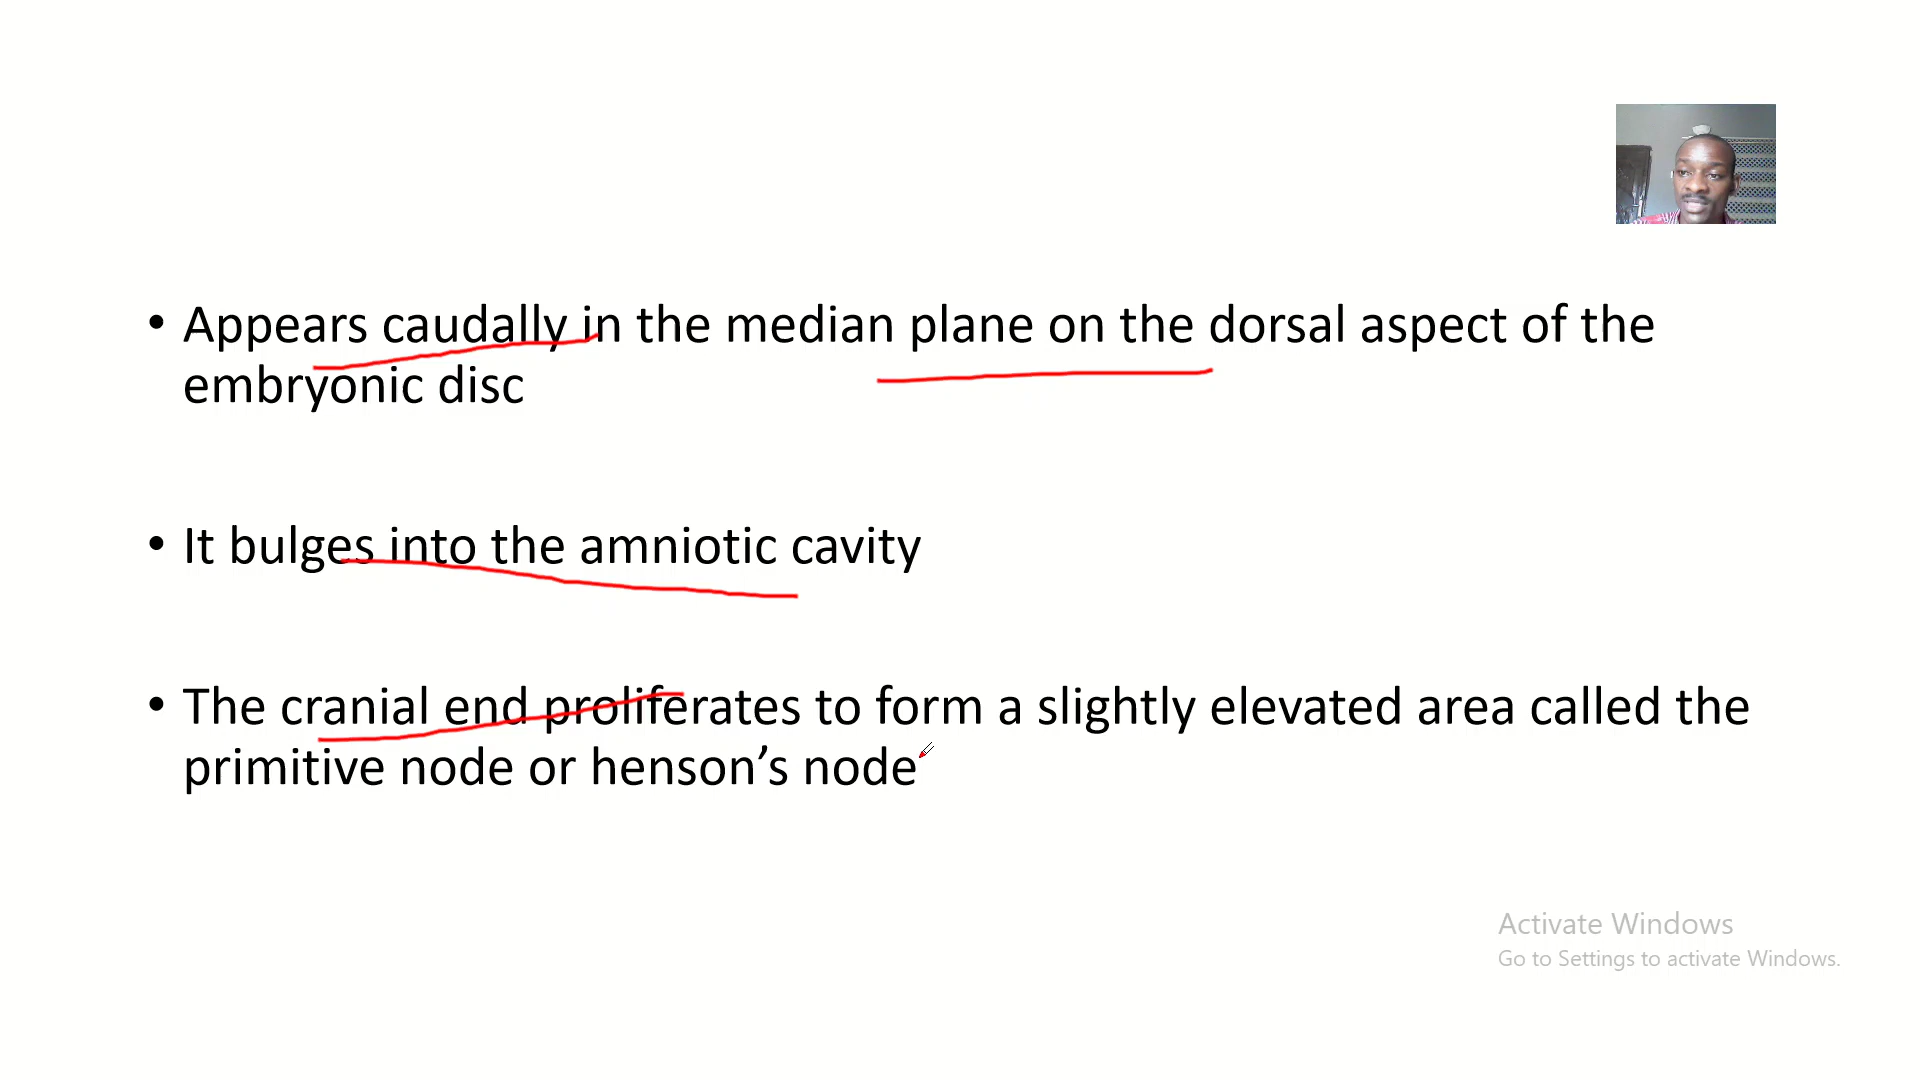 • Appears caudally in the median plane on the dorsal aspect of the
embryonic disc
• It bulges into the amniotic cavity
• The cranial end proliferates to form a slightly elevated area called the
primitive node or henson’s node
Activate Windows
Go to Settings to activate Windows.